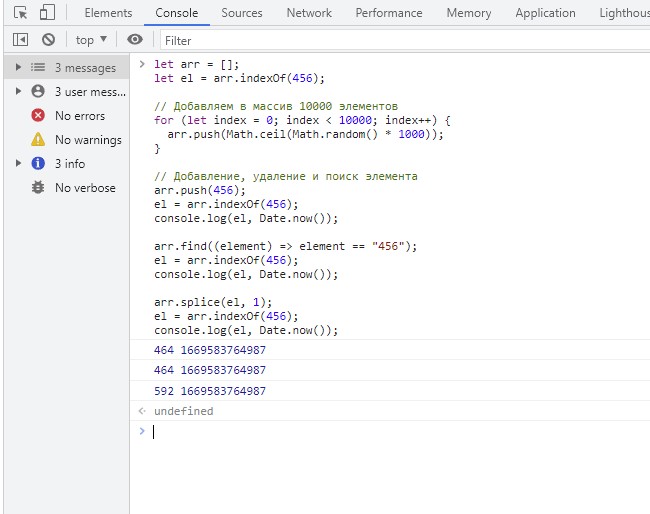 Elements Console Sources Network Performance Memory Application Lighthous
top ▼ Filter
3 messages
3 user mess...
No errors
No warnings
3 info
No verbose
> let arr = [];
let el = arr.indexOf(456);
// Добавляем в массив 10000 элементов
for (let index = 0; index < 10000; index++) {
  arr.push(Math.ceil(Math.random() * 1000));
}
// Добавление, удаление и поиск элемента
arr.push(456);
el = arr.indexOf(456);
console.log(el, Date.now());
arr.find((element) => element == "456");
el = arr.indexOf(456);
console.log(el, Date.now());
arr.splice(el, 1);
el = arr.indexOf(456);
console.log(el, Date.now());
464 1669583764987
464 1669583764987
592 1669583764987
undefined
>